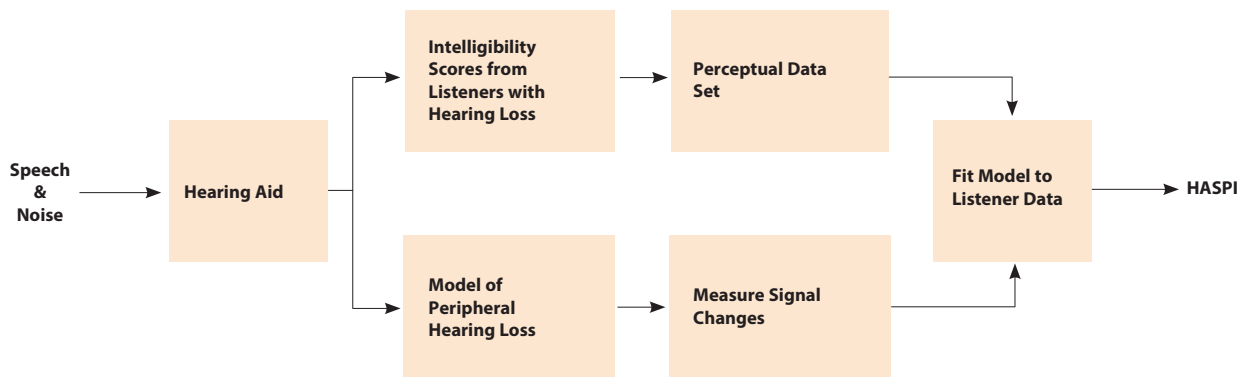 Speech
&
Noise
Hearing Aid
Intelligibility
Scores from
Listeners with
Hearing Loss
Perceptual Data
Set
Model of
Peripheral
Hearing Loss
Measure Signal
Changes
Fit Model to
Listener Data
HASPI